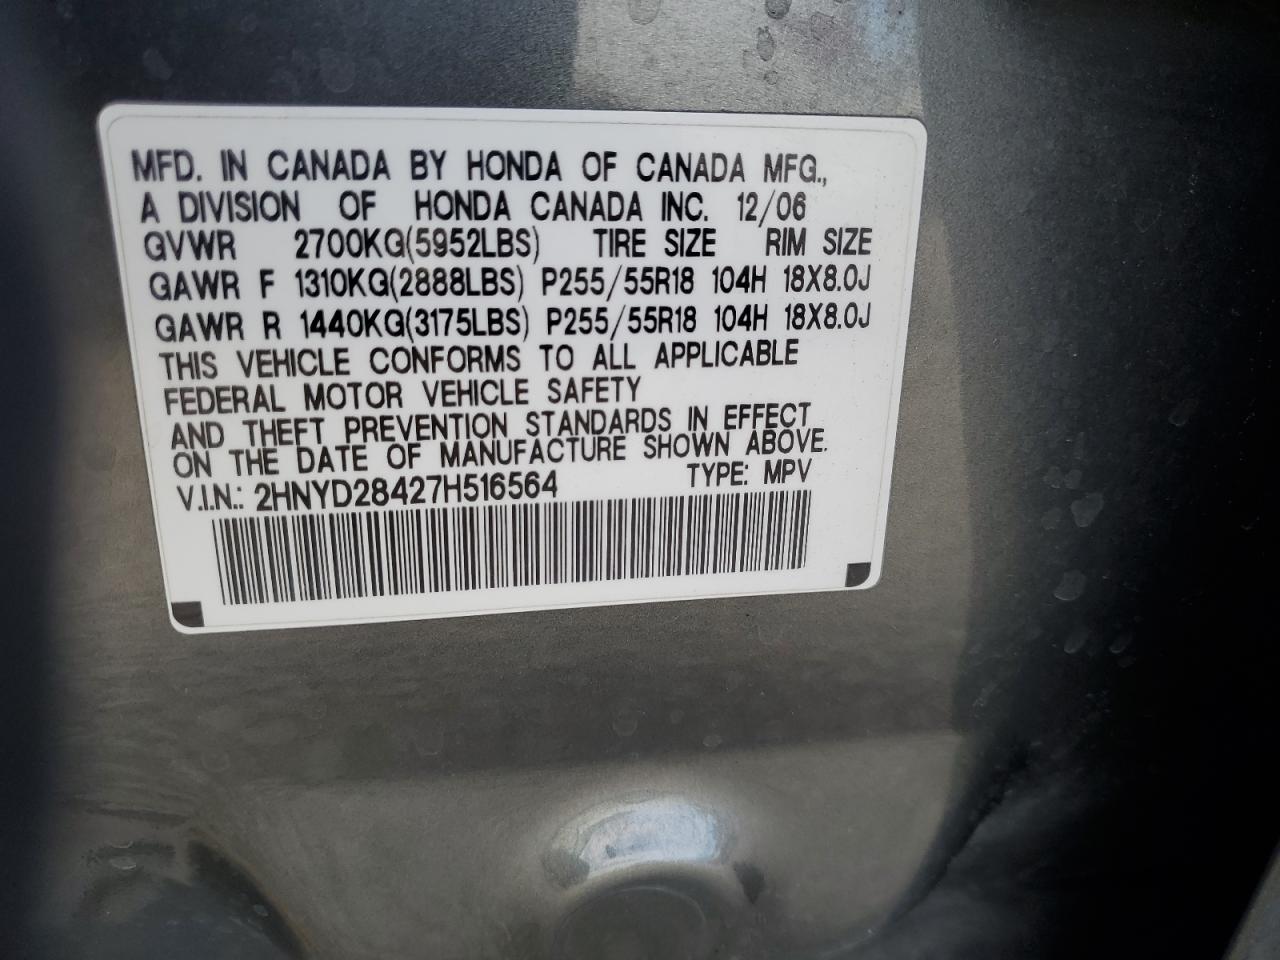 MFD. IN CANADA BY HONDA OF CANADA MFG.,
A DIVISION OF HONDA CANADA INC. 12/06
GVWR 2700KG(5952LBS) TIRE SIZE RIM SIZE
GAWR F 1310KG(2888LBS) P255/55R18 104H 18X8.0J
GAWR R 1440KG(3175LBS) P255/55R18 104H 18X8.0J
THIS VEHICLE CONFORMS TO ALL APPLICABLE
FEDERAL MOTOR VEHICLE SAFETY
AND THEFT PREVENTION STANDARDS IN EFFECT
ON THE DATE OF MANUFACTURE SHOWN ABOVE.
V.I.N.: 2HNYD28427H516564 TYPE: MPV